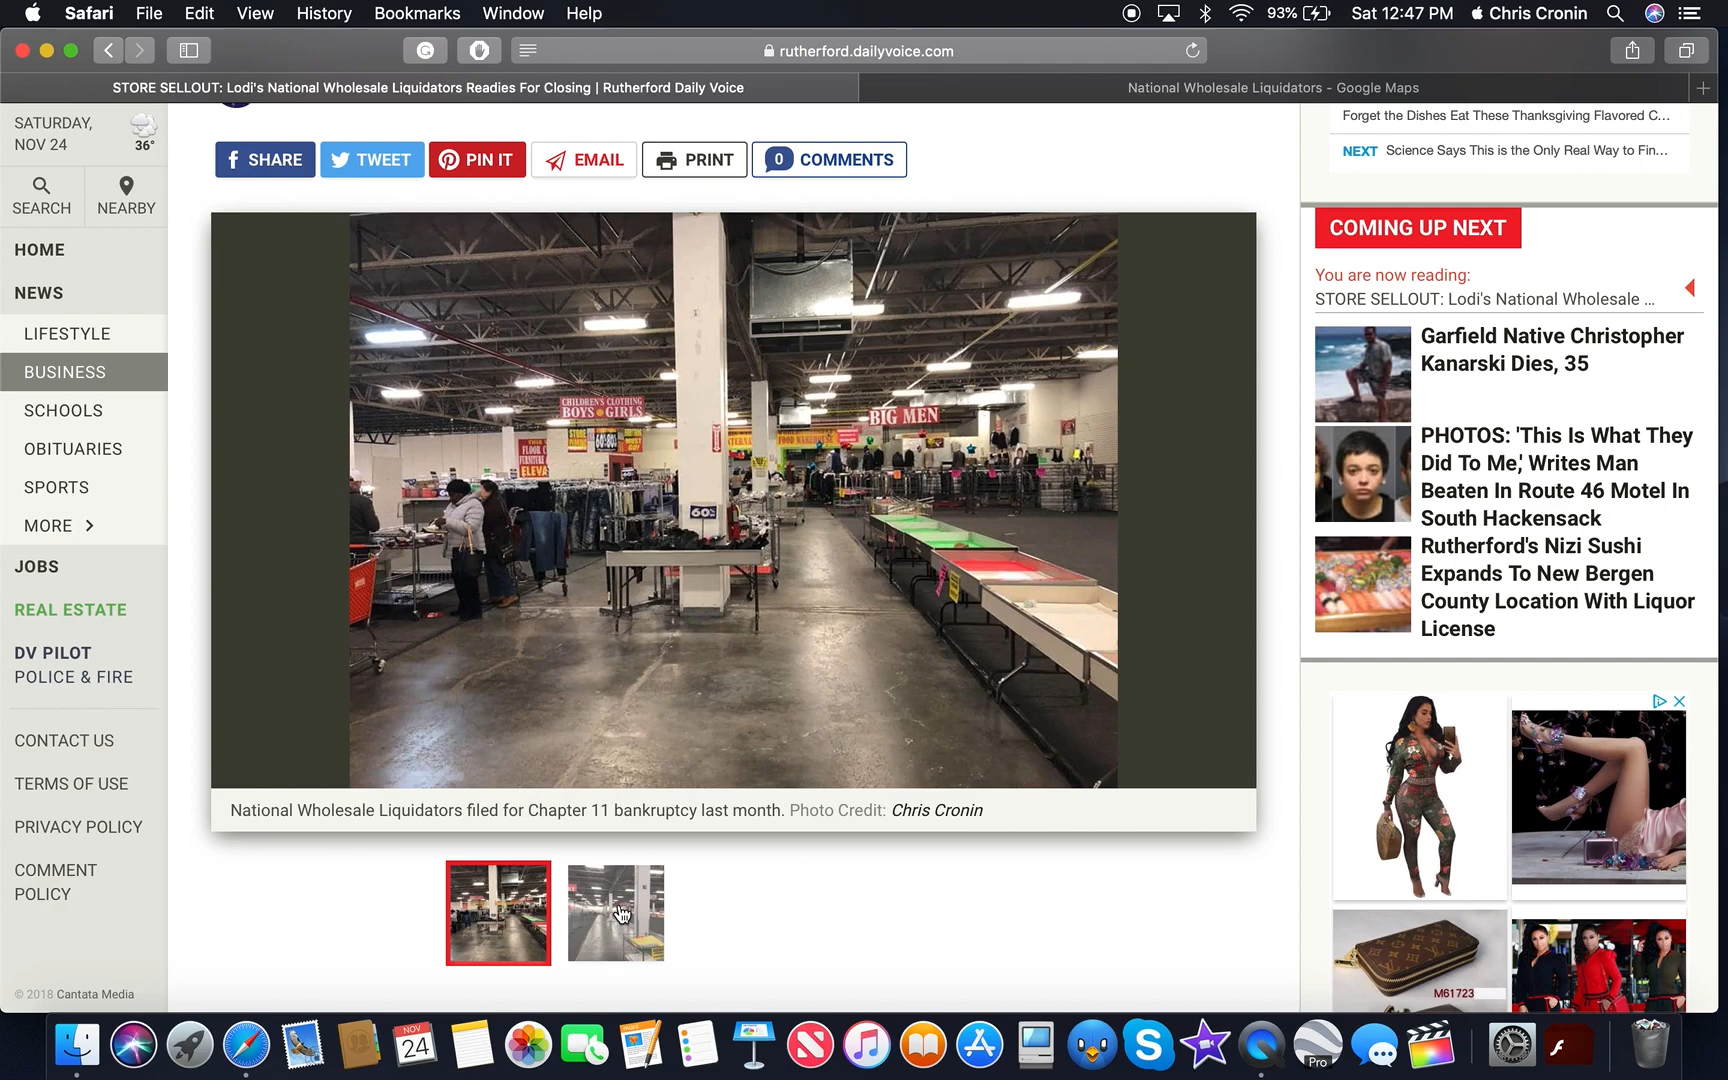 Safari File Edit View History Bookmarks Window Help
93% Sat 12:47 PM Chris Cronin
rutherford.dailyvoice.com
STORE SELLOUT: Lodi's National Wholesale Liquidators Readies For Closing | Rutherford Daily Voice
National Wholesale Liquidators - Google Maps
SATURDAY,
NOV 24
36°
SEARCH
NEARBY
HOME
NEWS
LIFESTYLE
BUSINESS
SCHOOLS
OBITUARIES
SPORTS
MORE
JOBS
REAL ESTATE
DV PILOT
POLICE & FIRE
CONTACT US
TERMS OF USE
PRIVACY POLICY
COMMENT
POLICY
© 2018 Cantata Media
SHARE
TWEET
PIN IT
EMAIL
PRINT
0 COMMENTS
CHILDREN'S CLOTHING
BOYS GIRLS
BIG MEN
60%
National Wholesale Liquidators filed for Chapter 11 bankruptcy last month. Photo Credit: Chris Cronin
Forget the Dishes Eat These Thanksgiving Flavored C...
NEXT Science Says This is the Only Real Way to Fin...
COMING UP NEXT
You are now reading:
STORE SELLOUT: Lodi's National Wholesale ...
Garfield Native Christopher
Kanarski Dies, 35
PHOTOS: 'This Is What They
Did To Me,' Writes Man
Beaten In Route 46 Motel In
South Hackensack
Rutherford's Nizi Sushi
Expands To New Bergen
County Location With Liquor
License
M61723
NOV
24
PAGES
Pro